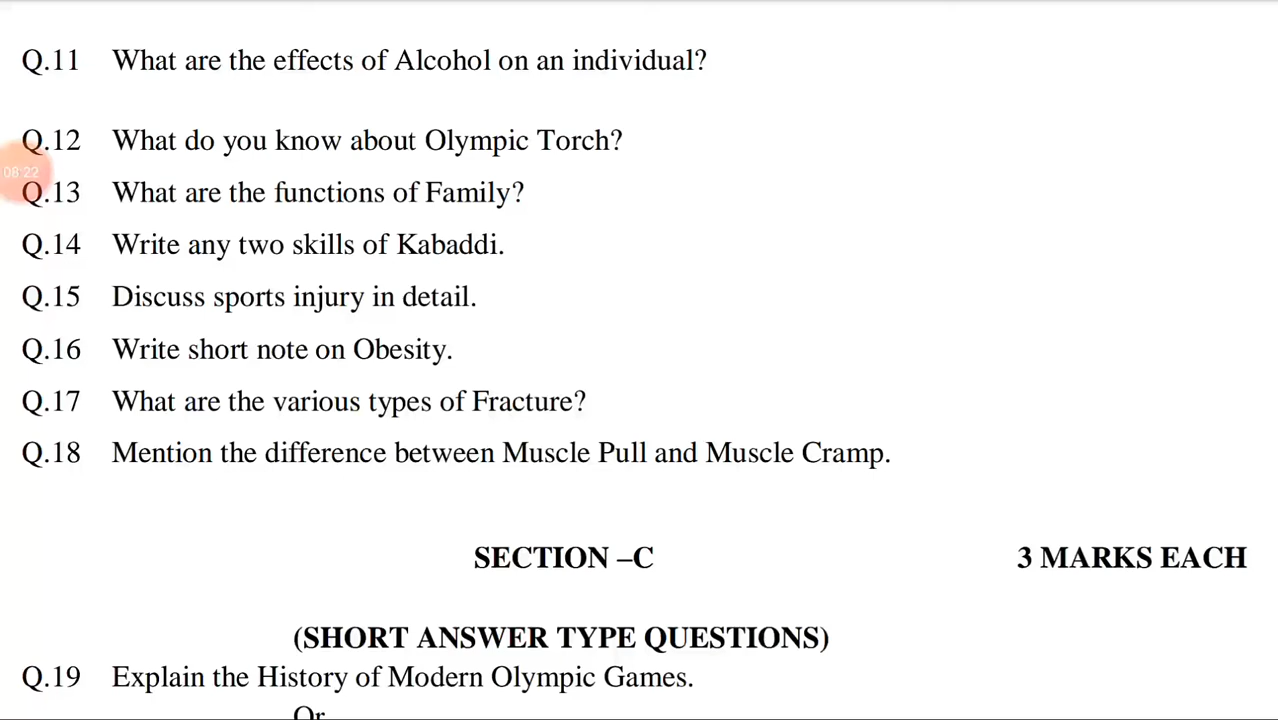 Q.11 What are the effects of Alcohol on an individual?
Q.12 What do you know about Olympic Torch?
08:22
Q.13 What are the functions of Family?
Q.14 Write any two skills of Kabaddi.
Q.15 Discuss sports injury in detail.
Q.16 Write short note on Obesity.
Q.17 What are the various types of Fracture?
Q.18 Mention the difference between Muscle Pull and Muscle Cramp.
SECTION –C 3 MARKS EACH
(SHORT ANSWER TYPE QUESTIONS)
Q.19 Explain the History of Modern Olympic Games.
Or